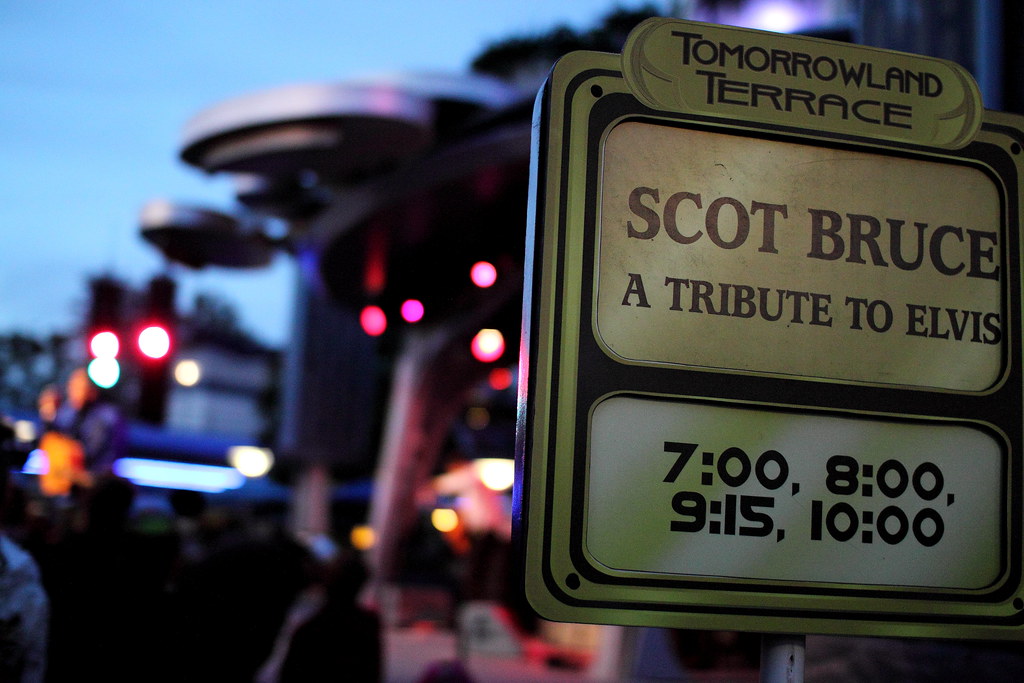 TOMORROWLAND
TERRACE
SCOT BRUCE
A TRIBUTE TO ELVIS
7:00, 8:00,
9:15, 10:00